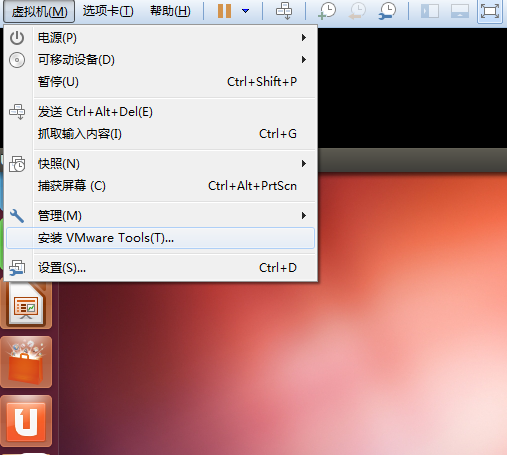 虚拟机(M) 选项卡(T) 帮助(H)
电源(P)
可移动设备(D)
暂停(U) Ctrl+Shift+P
发送 Ctrl+Alt+Del(E)
抓取输入内容(I) Ctrl+G
快照(N)
捕获屏幕 (C) Ctrl+Alt+PrtScn
管理(M)
安装 VMware Tools(T)...
设置(S)... Ctrl+D